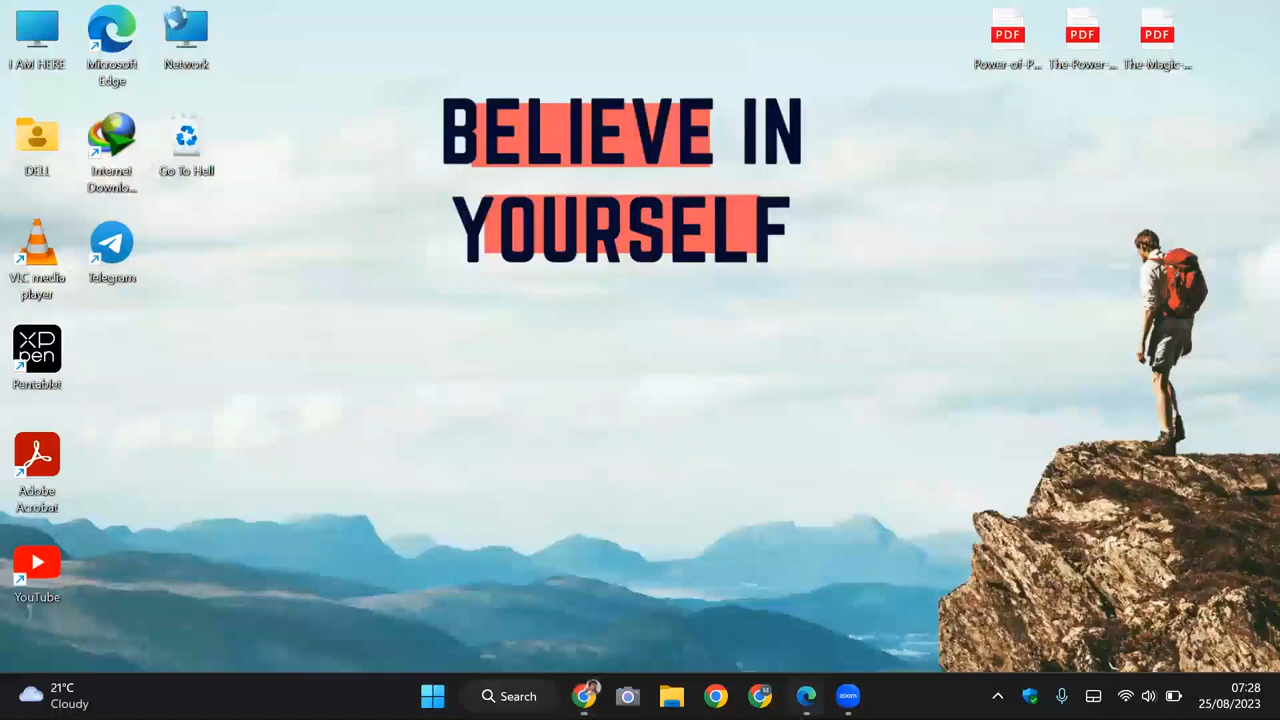 I AM HERE
Microsoft Edge
Network
DELL
Internet Downlo...
Go To Hell
VLC media player
Telegram
XP pen
Pentablet
Adobe Acrobat
YouTube
PDF
Power-of-P...
PDF
The-Power-...
PDF
The-Magic-...
BELIEVE IN
YOURSELF
21°C
Cloudy
Search
zoom
07:28
25/08/2023